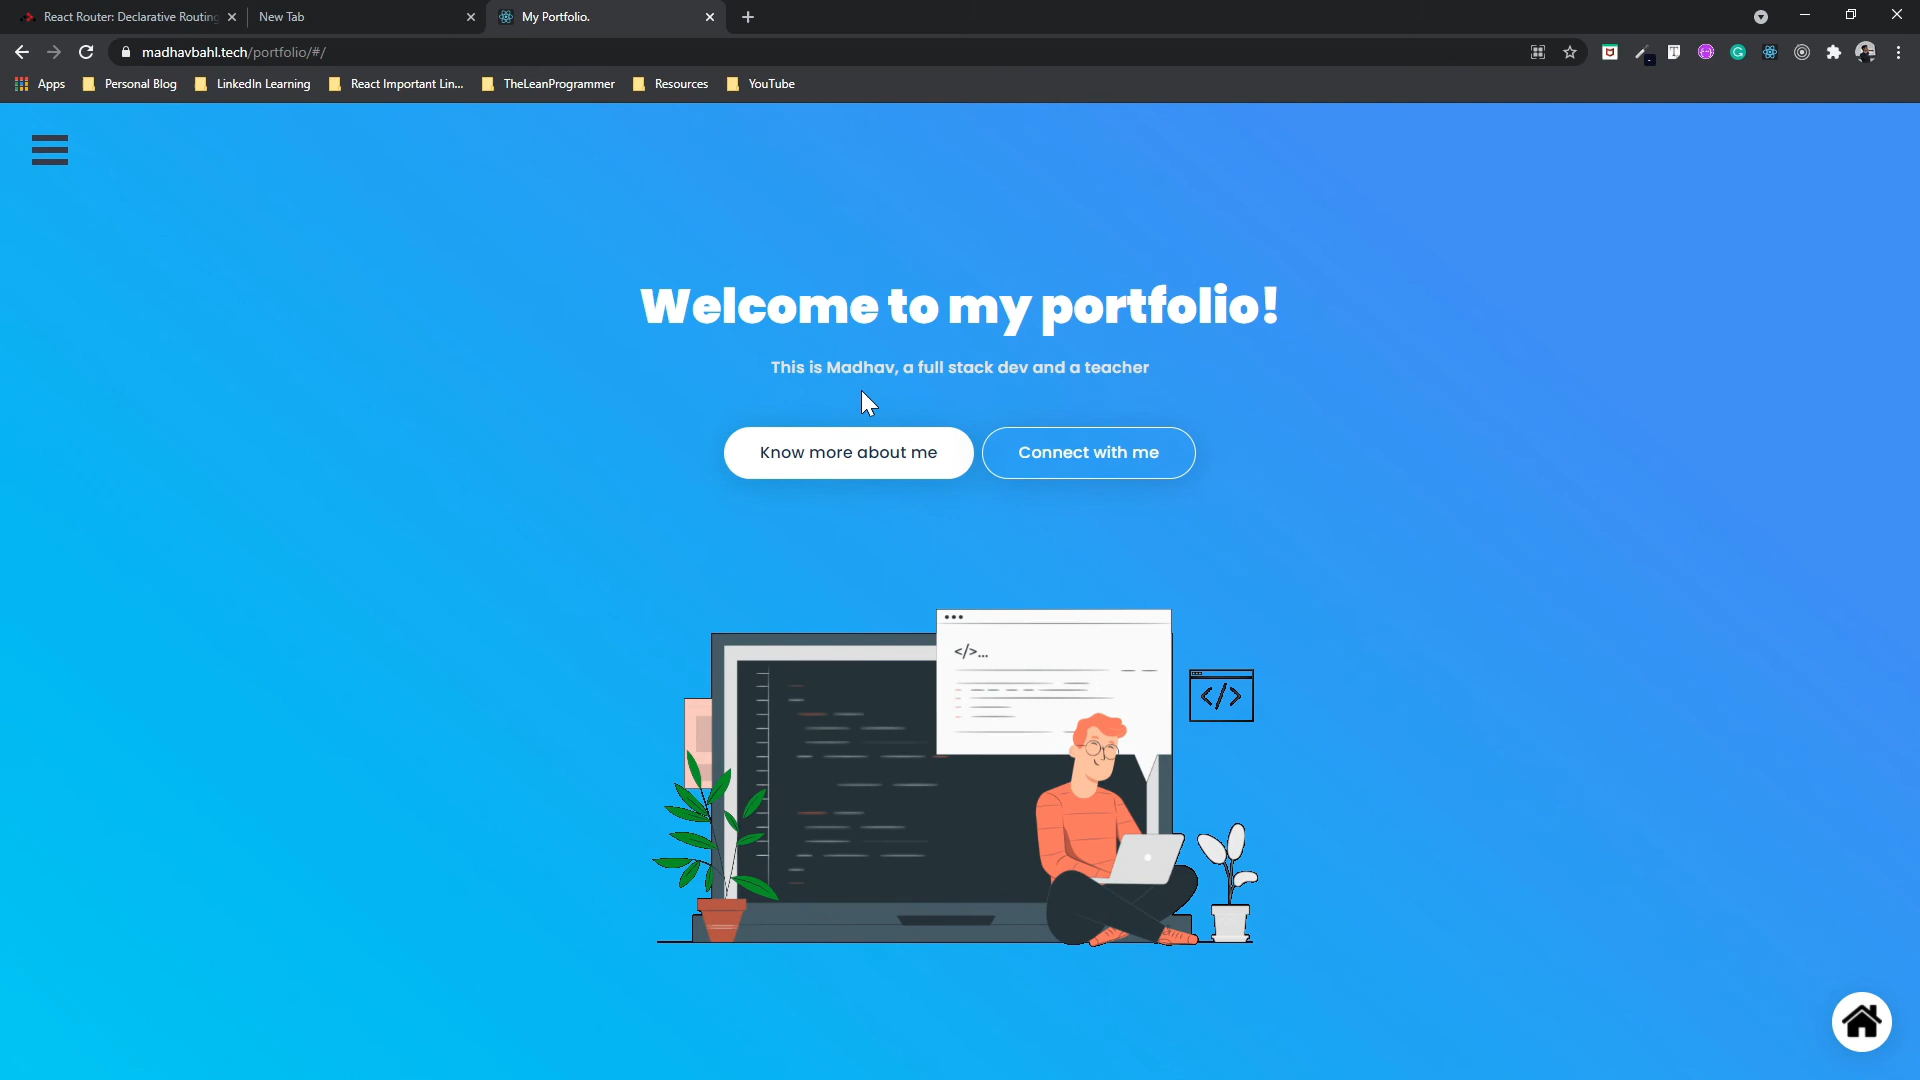 React Router: Declarative Routing
New Tab
My Portfolio.
madhavbahl.tech/portfolio/#/
Apps
Personal Blog
LinkedIn Learning
React Important Lin...
TheLeanProgrammer
Resources
YouTube
Welcome to my portfolio!
This is Madhav, a full stack dev and a teacher
Know more about me
Connect with me
</>...
</>